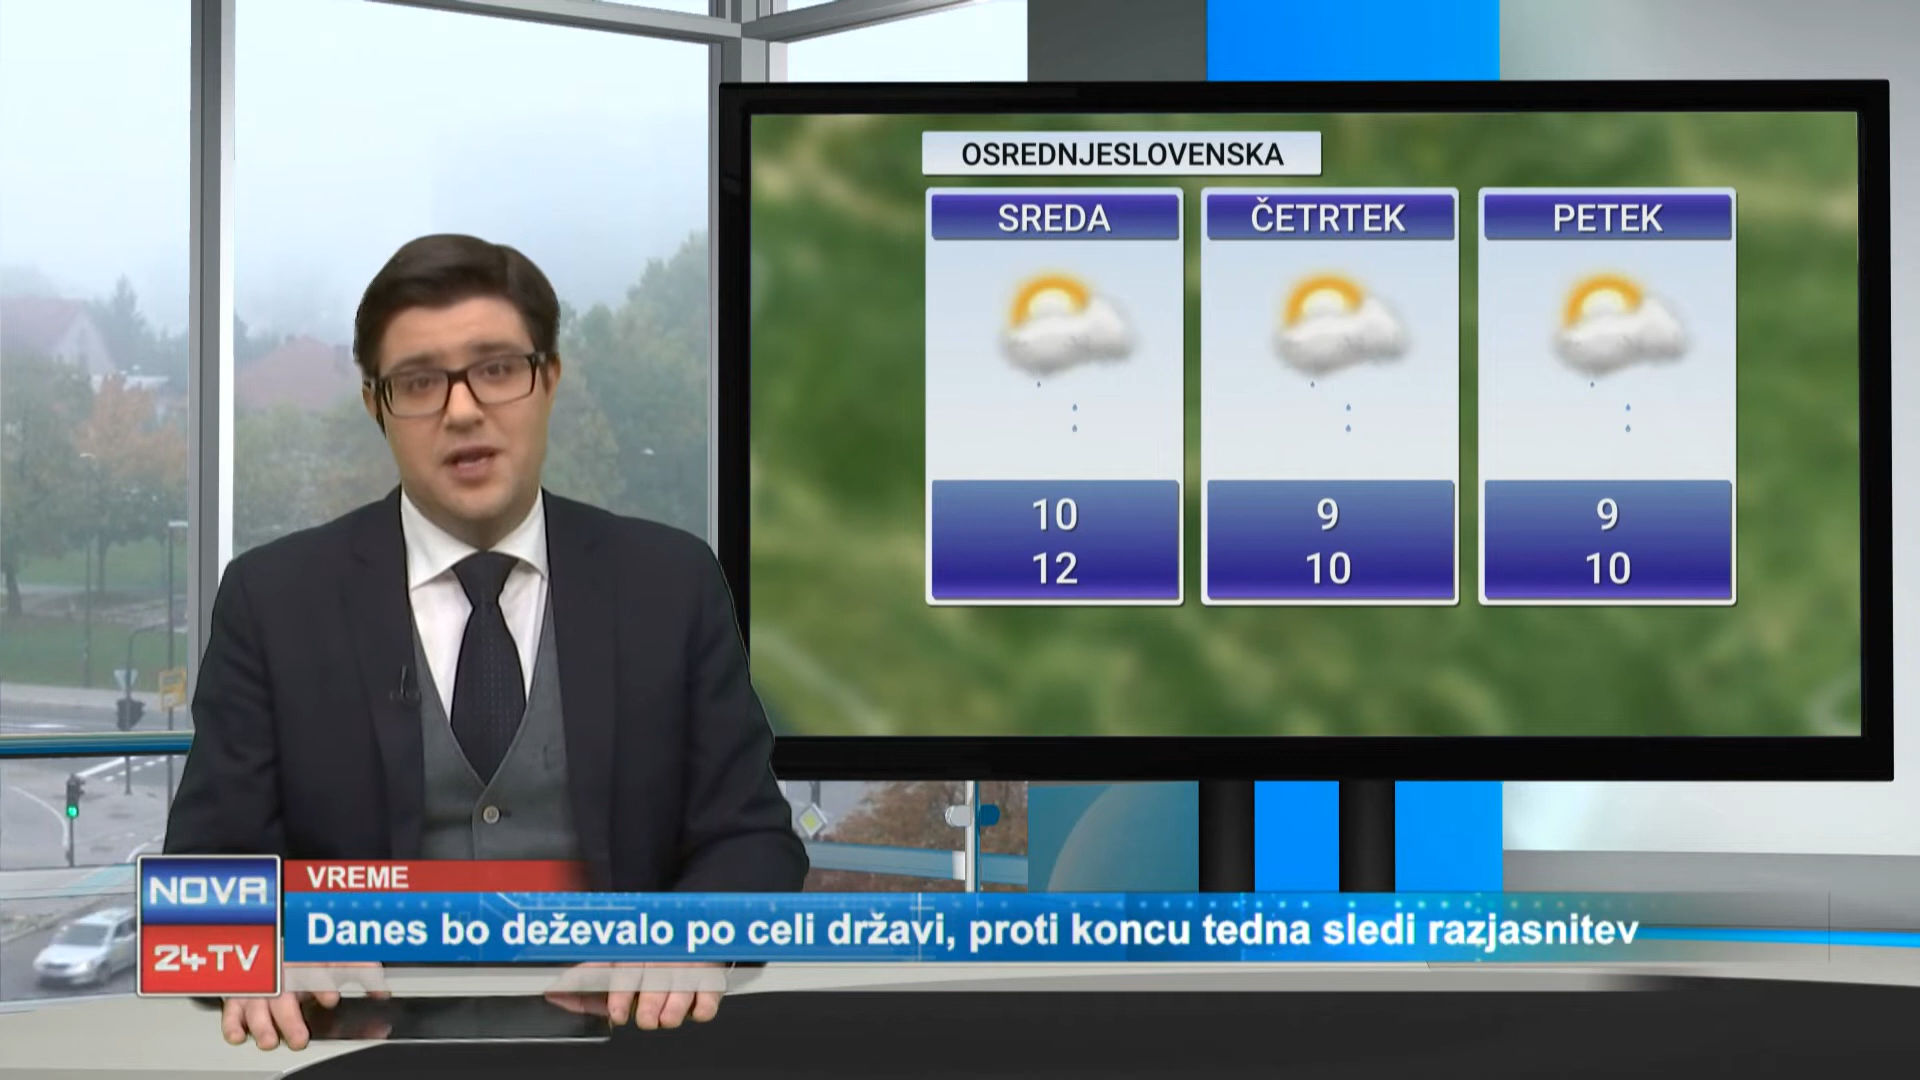 OSREDNJESLOVENSKA
SREDA
ČETRTEK
PETEK
10
9
9
12
10
10
VREME
NOVA
24TV
Danes bo deževalo po celi državi, proti koncu tedna sledi razjasnitev